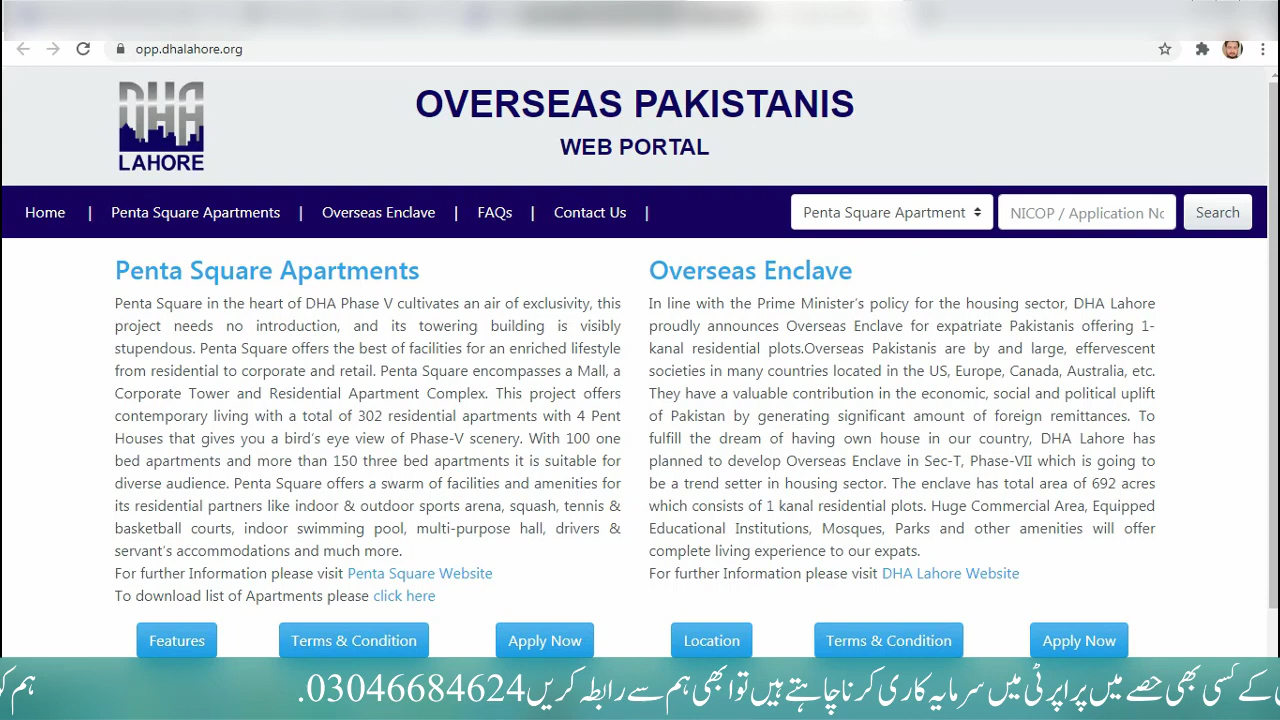 opp.dhalahore.org
DHA
LAHORE
OVERSEAS PAKISTANIS
WEB PORTAL
Home | Penta Square Apartments | Overseas Enclave | FAQs | Contact Us |
Penta Square Apartment
NICOP / Application No
Search
Penta Square Apartments
Penta Square in the heart of DHA Phase V cultivates an air of exclusivity, this
project needs no introduction, and its towering building is visibly
stupendous. Penta Square offers the best of facilities for an enriched lifestyle
from residential to corporate and retail. Penta Square encompasses a Mall, a
Corporate Tower and Residential Apartment Complex. This project offers
contemporary living with a total of 302 residential apartments with 4 Pent
Houses that gives you a bird's eye view of Phase-V scenery. With 100 one
bed apartments and more than 150 three bed apartments it is suitable for
diverse audience. Penta Square offers a swarm of facilities and amenities for
its residential partners like indoor & outdoor sports arena, squash, tennis &
basketball courts, indoor swimming pool, multi-purpose hall, drivers &
servant's accommodations and much more.
For further Information please visit Penta Square Website
To download list of Apartments please click here
Features
Terms & Condition
Apply Now
Overseas Enclave
In line with the Prime Minister's policy for the housing sector, DHA Lahore
proudly announces Overseas Enclave for expatriate Pakistanis offering 1-
kanal residential plots.Overseas Pakistanis are by and large, effervescent
societies in many countries located in the US, Europe, Canada, Australia, etc.
They have a valuable contribution in the economic, social and political uplift
of Pakistan by generating significant amount of foreign remittances. To
fulfill the dream of having own house in our country, DHA Lahore has
planned to develop Overseas Enclave in Sec-T, Phase-VII which is going to
be a trend setter in housing sector. The enclave has total area of 692 acres
which consists of 1 kanal residential plots. Huge Commercial Area, Equipped
Educational Institutions, Mosques, Parks and other amenities will offer
complete living experience to our expats.
For further Information please visit DHA Lahore Website
Location
Terms & Condition
Apply Now
کے کسی بھی حصے میں پراپرٹی میں سرمایہ کاری کرنا چاہتے ہیں تو ابھی ہم سے رابطہ کریں 03046684624. ہم